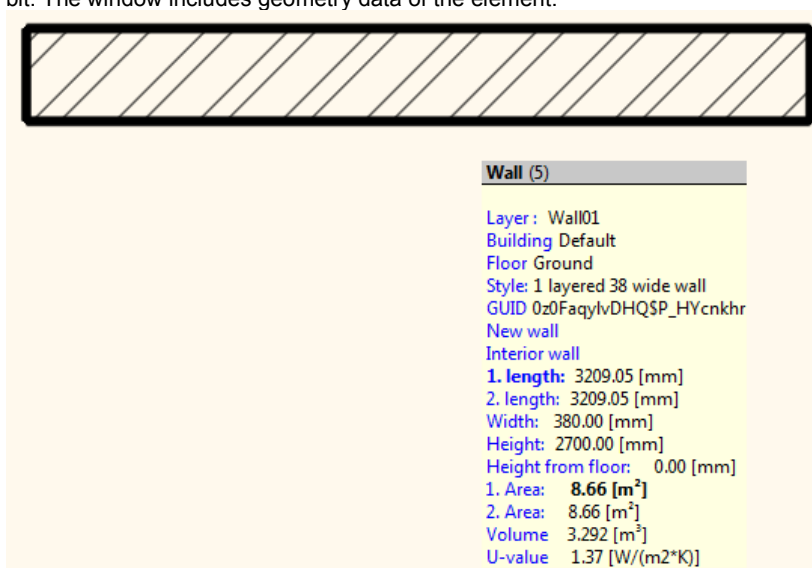 bit. The window includes geometry data of the element.
Wall (5)
Layer : Wall01
Building Default
Floor Ground
Style: 1 layered 38 wide wall
GUID 0z0FaqylvDHQ$P_HYcnkhr
New wall
Interior wall
1. length: 3209.05 [mm]
2. length: 3209.05 [mm]
Width: 380.00 [mm]
Height: 2700.00 [mm]
Height from floor: 0.00 [mm]
1. Area: 8.66 [m²]
2. Area: 8.66 [m²]
Volume 3.292 [m³]
U-value 1.37 [W/(m2*K)]